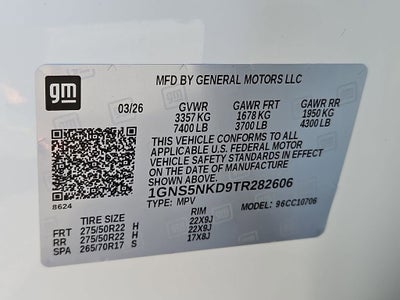 gm
MFD BY GENERAL MOTORS LLC
03/26 GVWR GAWR FRT GAWR RR
3357 KG 1678 KG 1950 KG
7400 LB 3700 LB 4300 LB
THIS VEHICLE CONFORMS TO ALL
APPLICABLE U.S. FEDERAL MOTOR
VEHICLE SAFETY STANDARDS IN EFFECT
ON THE DATE OF MANUFACTURE SHOWN ABOVE.
1GNS5NKD9TR282606
8624 TYPE: MPV MODEL: 96CC10706
TIRE SIZE RIM
FRT 275/50R22 H 22X9J
RR 275/50R22 H 22X9J
SPA 265/70R17 S 17X8J